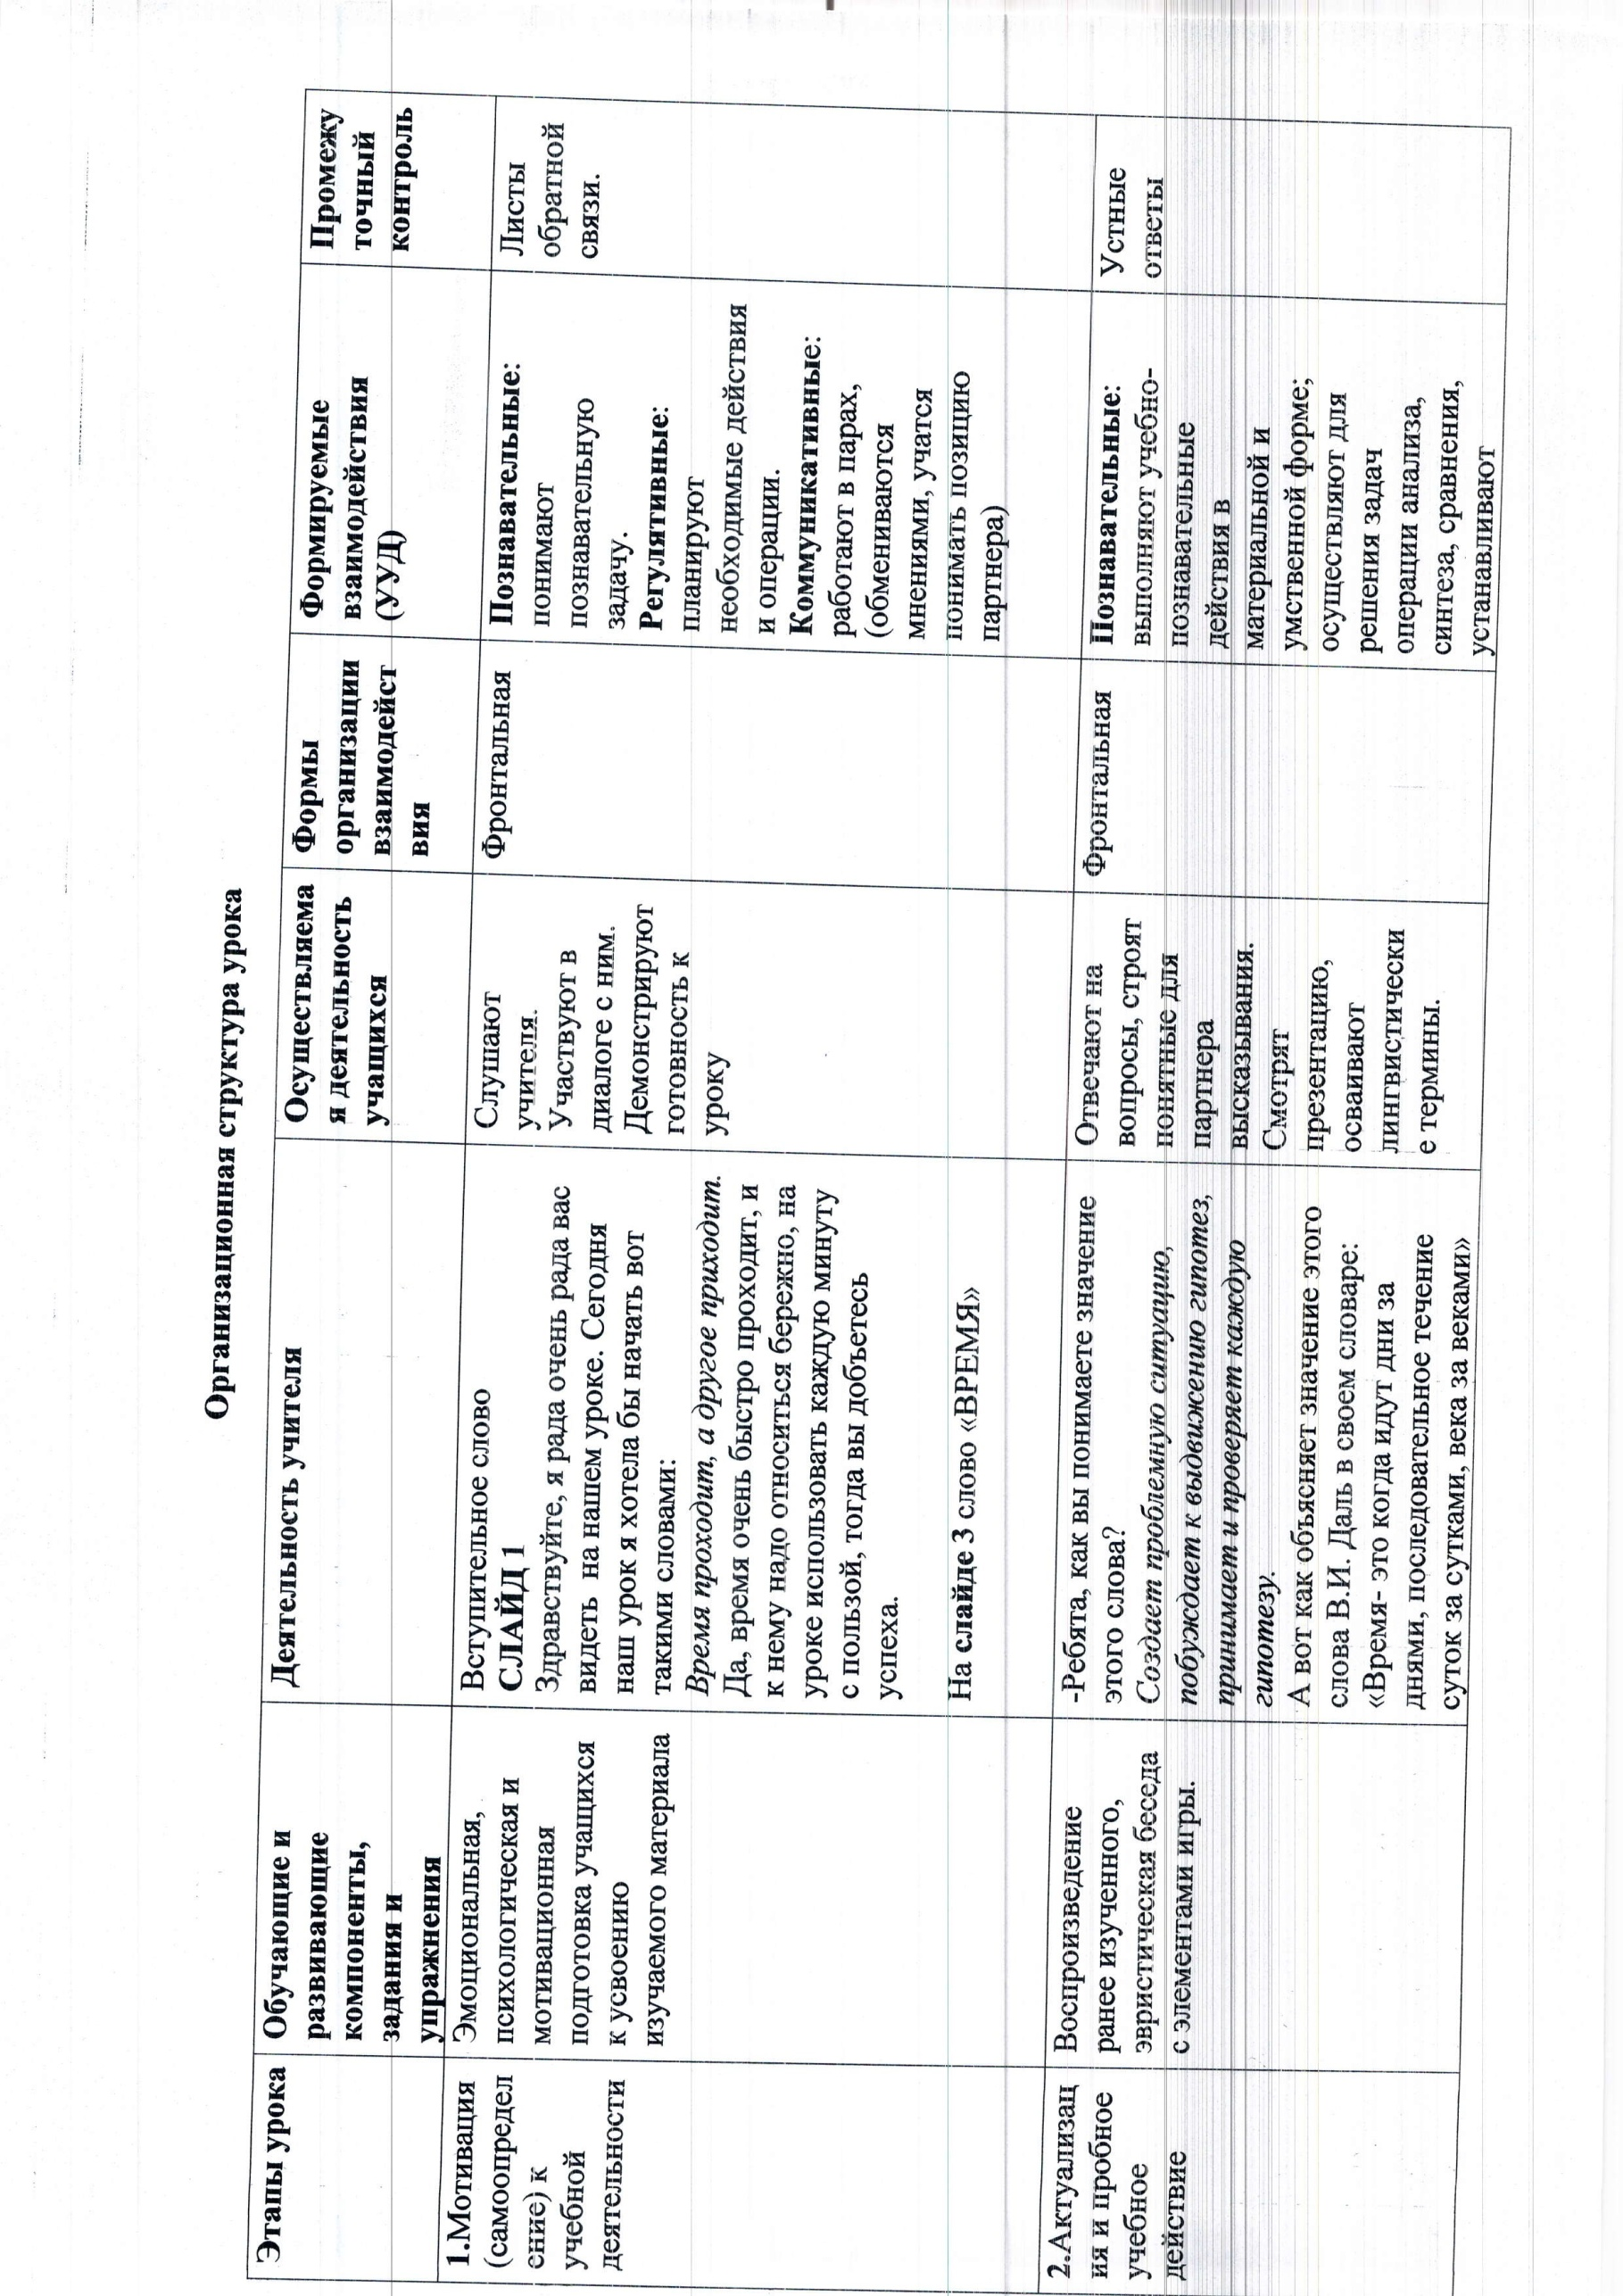 Организационная структура урока
Этапы урока
Обучающие и
развивающие
компоненты,
задания и
упражнения
Деятельность учителя
Осуществляема
я деятельность
учащихся
Формы
организации
взаимодейст
вия
Формируемые
взаимодействия
(УУД)
Промежу
точный
контроль
1.Мотивация
(самоопредел
ение) к
учебной
деятельности
Эмоциональная,
психологическая и
мотивационная
подготовка учащихся
к усвоению
изучаемого материала
Вступительное слово
СЛАЙД 1
Здравствуйте, я рада очень рада вас
видеть на нашем уроке. Сегодня
наш урок я хотела бы начать вот
такими словами:
Время проходит, а другое приходит.
Да, время очень быстро проходит, и
к нему надо относиться бережно, на
уроке использовать каждую минуту
с пользой, тогда вы добьетесь
успеха.
На слайде 3 слово «ВРЕМЯ»
Слушают
учителя.
Участвуют в
диалоге с ним.
Демонстрируют
готовность к
уроку
Фронтальная
Познавательные:
понимают
познавательную
задачу.
Регулятивные:
планируют
необходимые действия
и операции.
Коммуникативные:
работают в парах,
(обмениваются
мнениями, учатся
понимать позицию
партнера)
Листы
обратной
связи.
2.Актуализац
ия и пробное
учебное
действие
Воспроизведение
ранее изученного,
эвристическая беседа
с элементами игры.
-Ребята, как вы понимаете значение
этого слова?
Создает проблемную ситуацию,
побуждает к выдвижению гипотез,
принимает и проверяет каждую
гипотезу.
А вот как объясняет значение этого
слова В.И. Даль в своем словаре:
«Время- это когда идут дни за
днями, последовательное течение
суток за сутками, века за веками»
Отвечают на
вопросы, строят
понятные для
партнера
высказывания.
Смотрят
презентацию,
осваивают
лингвистически
е термины.
Фронтальная
Познавательные:
выполняют учебно-
познавательные
действия в
материальной и
умственной форме;
осуществляют для
решения задач
операции анализа,
синтеза, сравнения,
устанавливают
Устные
ответы